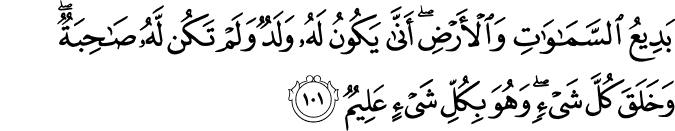 بَدِيعُ ٱلسَّمَـٰوَٰتِ وَٱلْأَرْضِ ۖ أَنَّىٰ يَكُونُ لَهُۥ وَلَدٌ وَلَمْ تَكُن لَّهُۥ صَـٰحِبَةٌ ۖ
وَخَلَقَ كُلَّ شَىْءٍ ۖ وَهُوَ بِكُلِّ شَىْءٍ عَلِيمٌ ١٠١